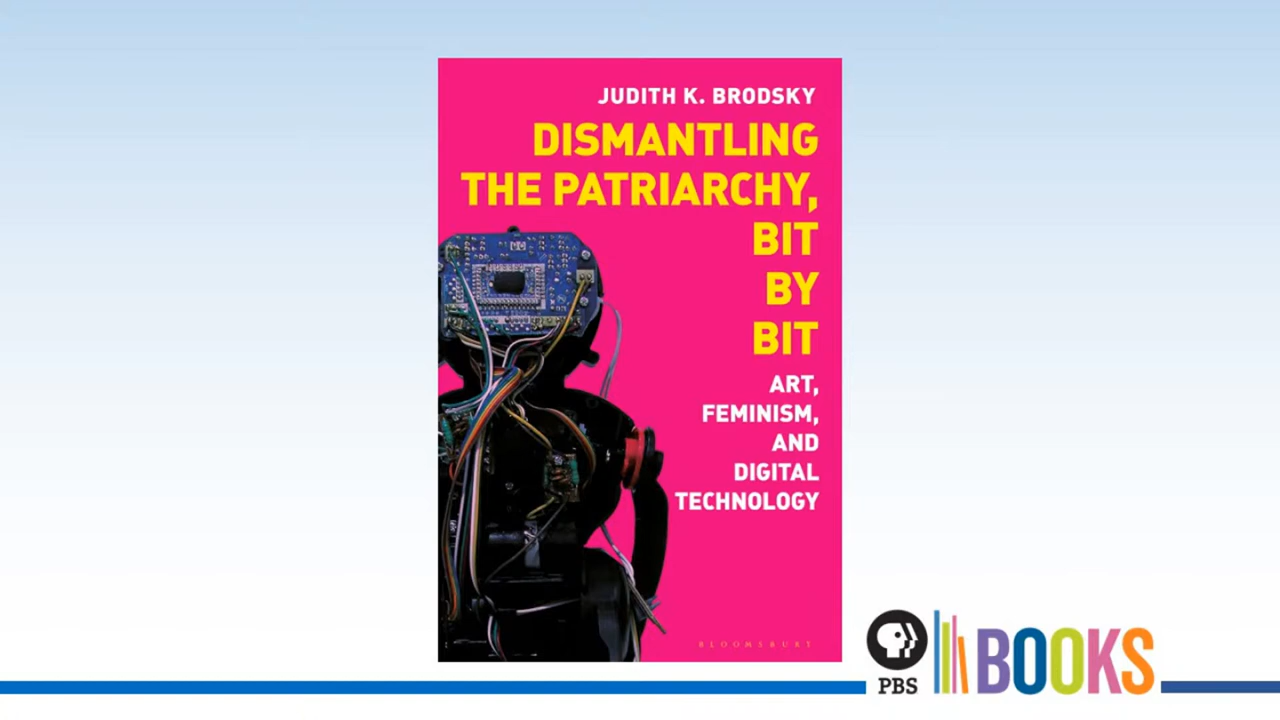 JUDITH K. BRODSKY
DISMANTLING
THE PATRIARCHY,
BIT
BY
BIT
ART,
FEMINISM,
AND
DIGITAL
TECHNOLOGY
BLOOMSBURY
PBS
BOOKS